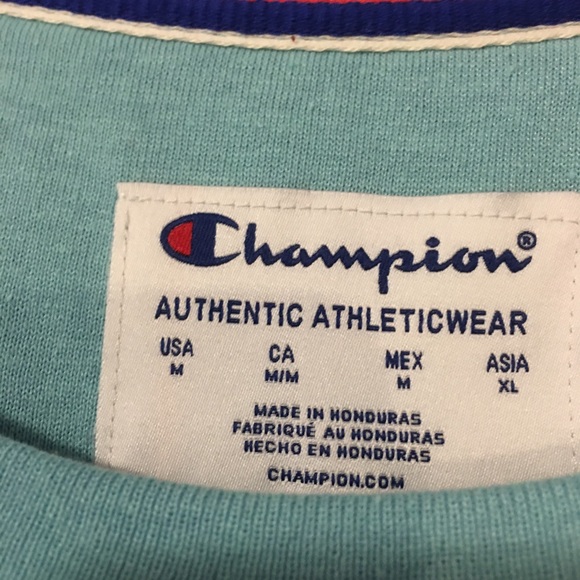 Champion®
AUTHENTIC ATHLETICWEAR
USA CA MEX ASIA
M M/M M XL
MADE IN HONDURAS
FABRIQUÉ AU HONDURAS
HECHO EN HONDURAS
CHAMPION.COM